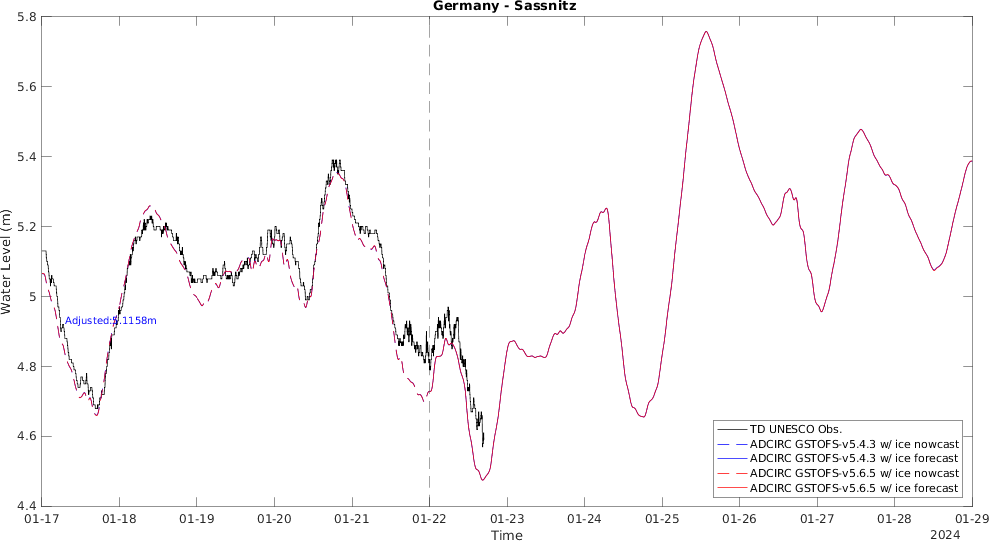 Germany - Sassnitz
5.8
5.6
5.4
5.2
5
4.8
4.6
4.4
Water Level (m)
Adjusted:5.1158m
TD UNESCO Obs.
ADCIRC GSTOFS-v5.4.3 w/ ice nowcast
ADCIRC GSTOFS-v5.4.3 w/ ice forecast
ADCIRC GSTOFS-v5.6.5 w/ ice nowcast
ADCIRC GSTOFS-v5.6.5 w/ ice forecast
01-17 01-18 01-19 01-20 01-21 01-22 01-23 01-24 01-25 01-26 01-27 01-28 01-29
Time
2024